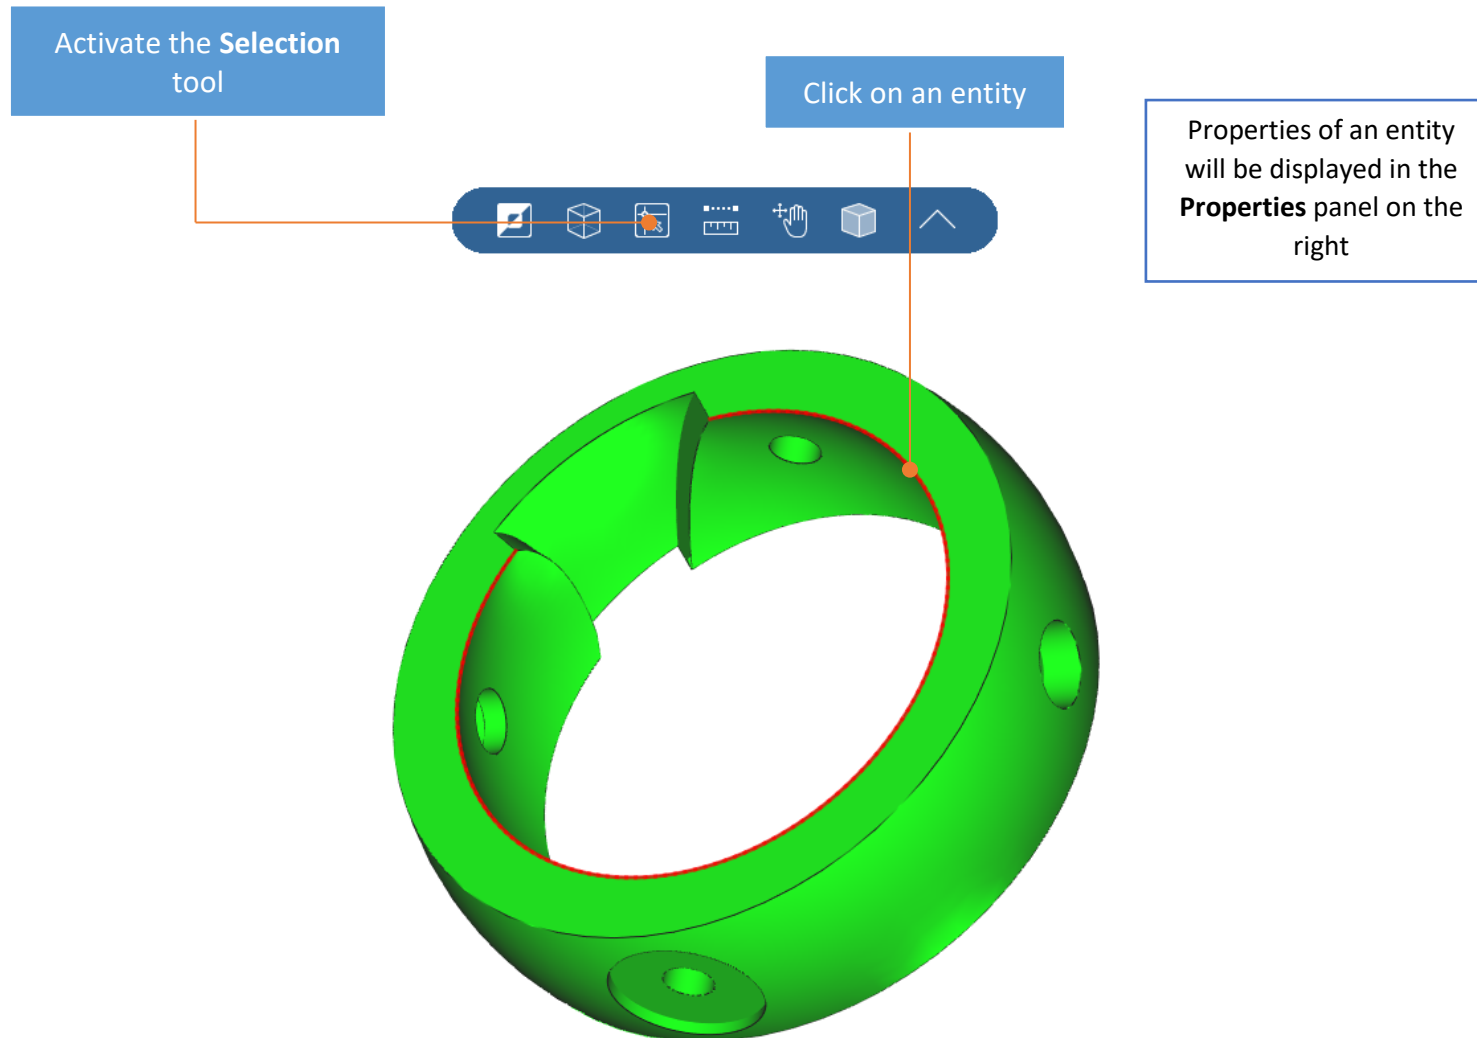 Activate the Selection
tool
Click on an entity
Properties of an entity
will be displayed in the
Properties panel on the
right